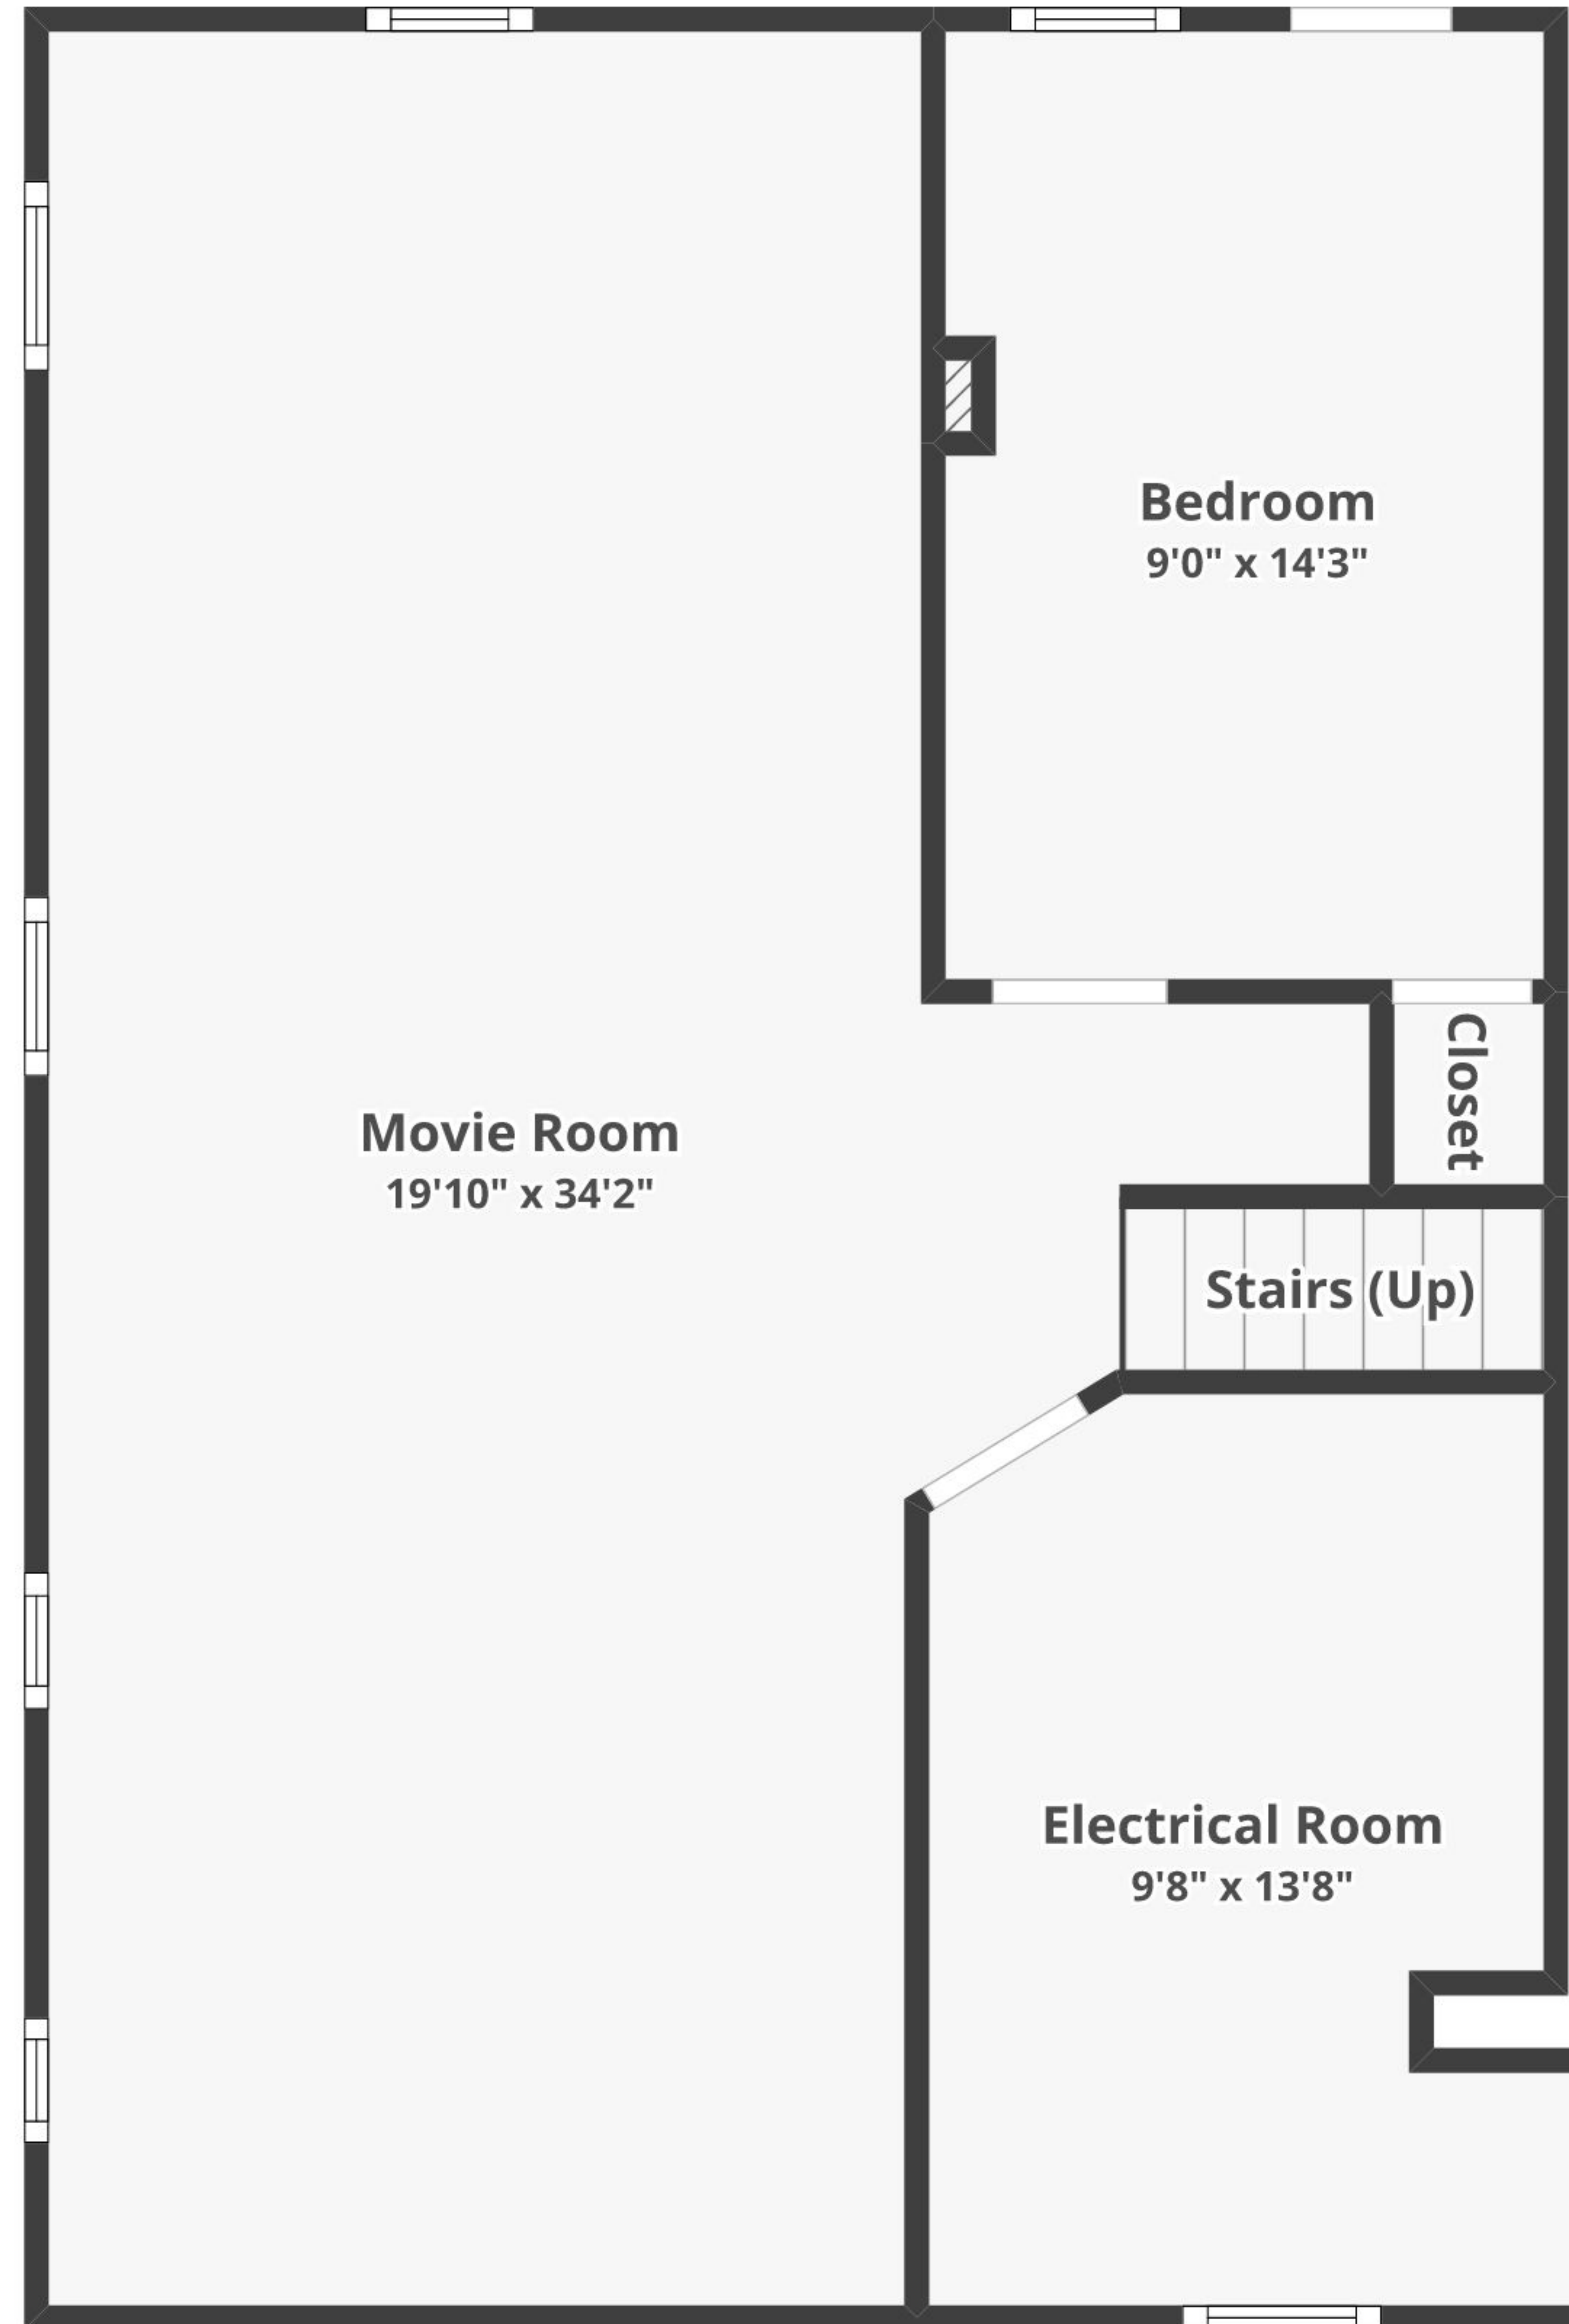 Bedroom
9'0" x 14'3"
Closet
Movie Room
19'10" x 34'2"
Stairs (Up)
Electrical Room
9'8" x 13'8"